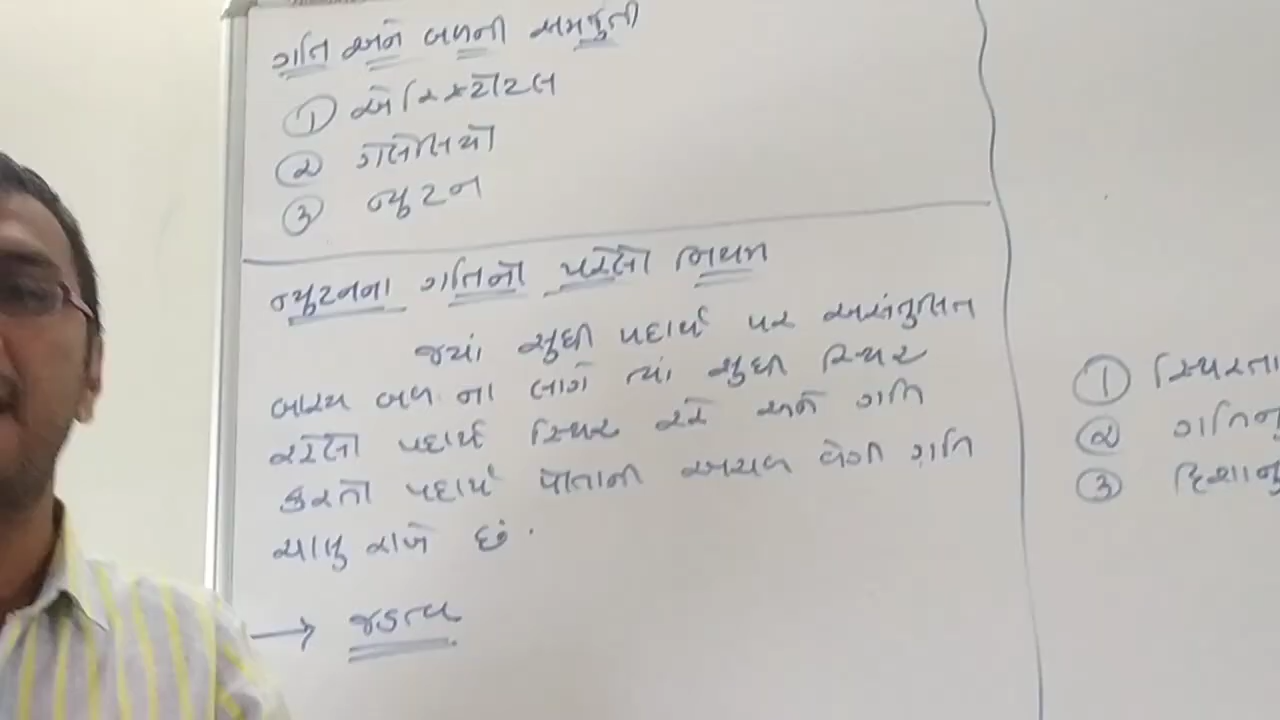 ગતિ અને બળની સમજુતી
① એરિસ્ટોટલ
② ગેલેલિયો
③ ન્યુટન
ન્યુટનના ગતિનો પહેલો નિયમ
જયાં સુધી પદાર્થ પર અસંતુલિત
બાહ્ય બળ ના લાગે ત્યાં સુધી સ્થિર
રહેલો પદાર્થ સ્થિર રહે અને ગતિ
કરતો પદાર્થ પોતાની અચળ વેગી ગતિ
ચાલુ રાખે છે.
→ જડત્વ
① સ્થિરતા
② ગતિનુ
③ દિશાનુ